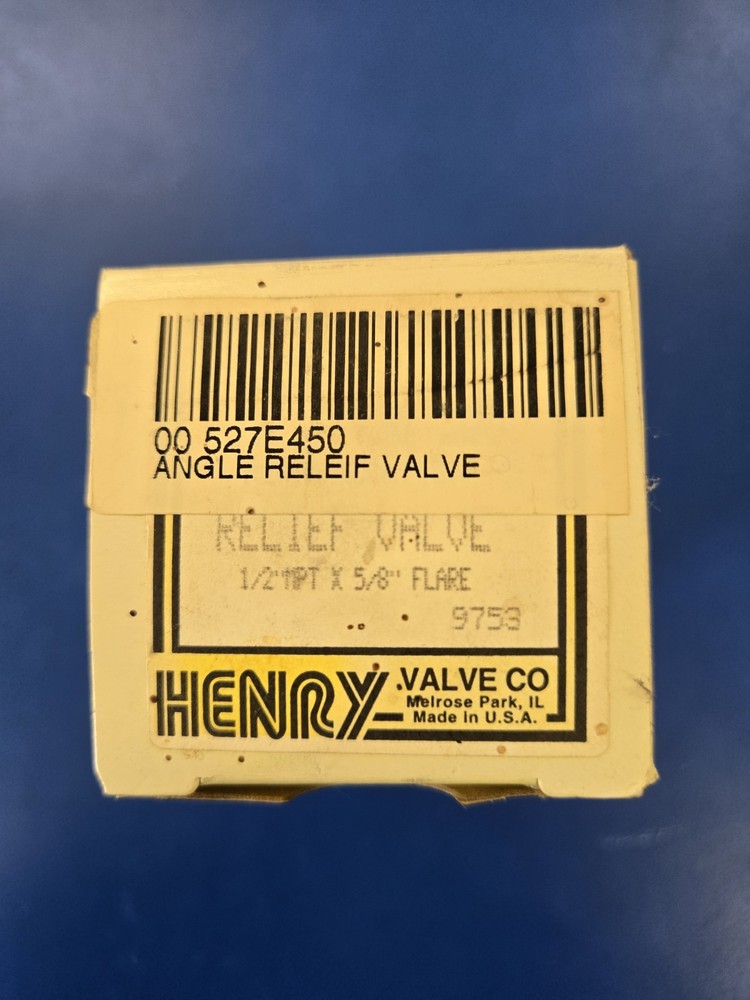 00 527E450
ANGLE RELEIF VALVE
RELIEF VALVE
1/2"MPT X 5/8" FLARE
9753
HENRY VALVE CO
Melrose Park, IL
Made in U.S.A.